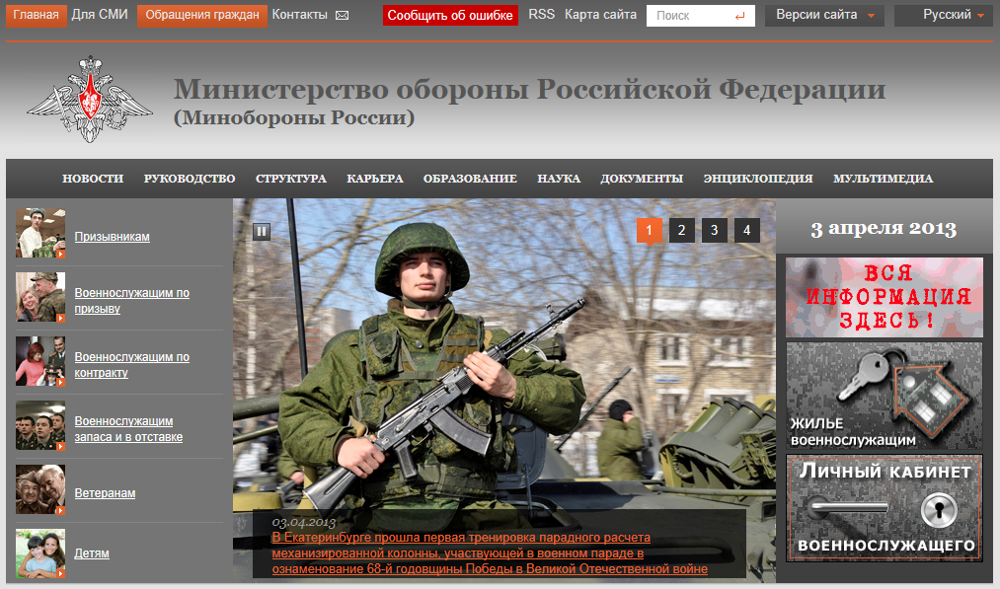 Главная Для СМИ Обращения граждан Контакты Сообщить об ошибке RSS Карта сайта Поиск Версии сайта Русский
Министерство обороны Российской Федерации
(Минобороны России)
НОВОСТИ РУКОВОДСТВО СТРУКТУРА КАРЬЕРА ОБРАЗОВАНИЕ НАУКА ДОКУМЕНТЫ ЭНЦИКЛОПЕДИЯ МУЛЬТИМЕДИА
Призывникам
Военнослужащим по
призыву
Военнослужащим по
контракту
Военнослужащим
запаса и в отставке
Ветеранам
Детям
1 2 3 4
03.04.2013
В Екатеринбурге прошла первая тренировка парадного расчета
механизированной колонны, участвующей в военном параде в
ознаменование 68-й годовщины Победы в Великой Отечественной войне
3 апреля 2013
ВСЯ
ИНФОРМАЦИЯ
ЗДЕСЬ!
ЖИЛЬЕ
военнослужащим
Личный кабинет
военнослужащего